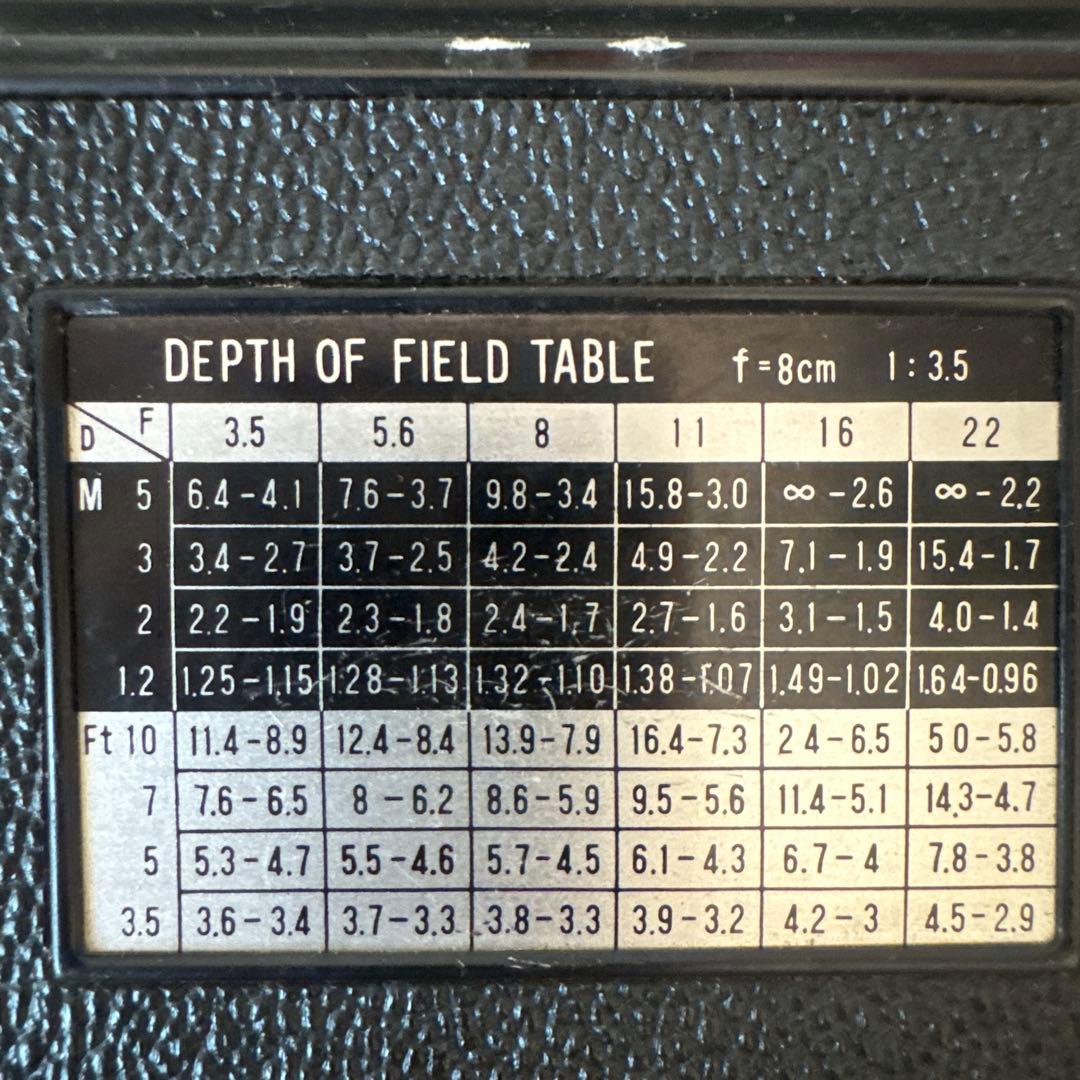 DEPTH OF FIELD TABLE f=8cm 1:3.5
D F 3.5 5.6 8 11 16 22
M 5 6.4-4.1 7.6-3.7 9.8-3.4 15.8-3.0 ∞-2.6 ∞-2.2
3 3.4-2.7 3.7-2.5 4.2-2.4 4.9-2.2 7.1-1.9 15.4-1.7
2 2.2-1.9 2.3-1.8 2.4-1.7 2.7-1.6 3.1-1.5 4.0-1.4
1.2 1.25-1.15 1.28-1.13 1.32-1.10 1.38-1.07 1.49-1.02 1.64-0.96
Ft 10 11.4-8.9 12.4-8.4 13.9-7.9 16.4-7.3 24-6.5 50-5.8
7 7.6-6.5 8-6.2 8.6-5.9 9.5-5.6 11.4-5.1 14.3-4.7
5 5.3-4.7 5.5-4.6 5.7-4.5 6.1-4.3 6.7-4 7.8-3.8
3.5 3.6-3.4 3.7-3.3 3.8-3.3 3.9-3.2 4.2-3 4.5-2.9